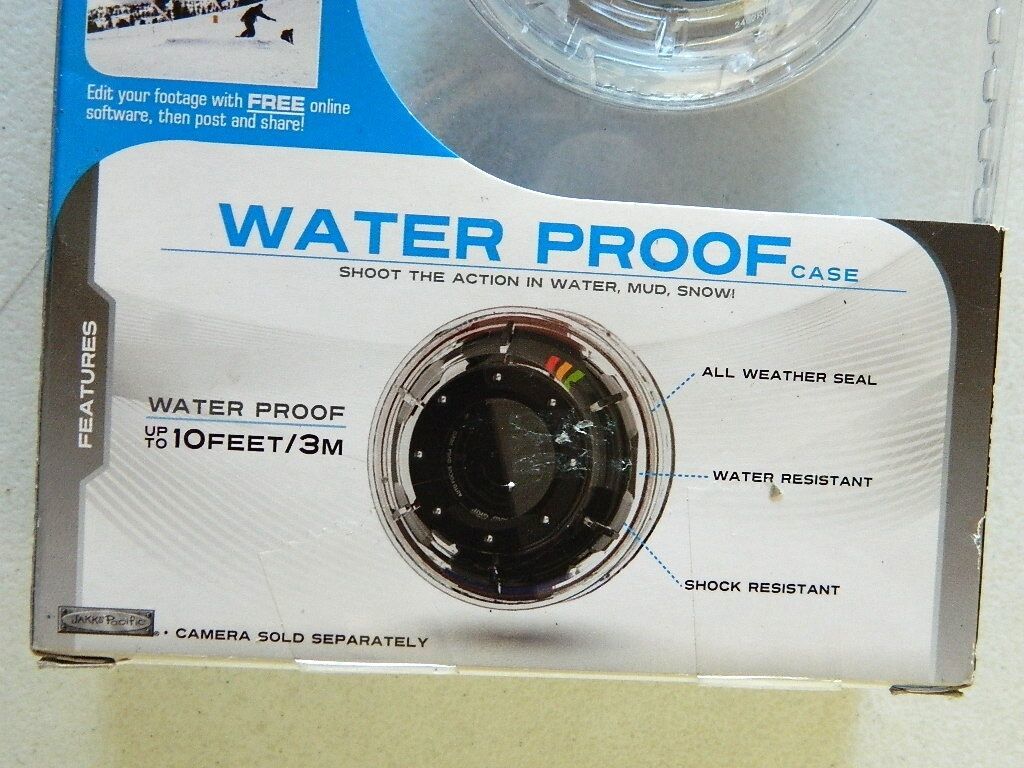 Edit your footage with FREE online
software, then post and share!
WATER PROOF CASE
SHOOT THE ACTION IN WATER, MUD, SNOW!
FEATURES
WATER PROOF
UP TO 10FEET/3M
ALL WEATHER SEAL
WATER RESISTANT
SHOCK RESISTANT
JAKKS Pacific
• CAMERA SOLD SEPARATELY